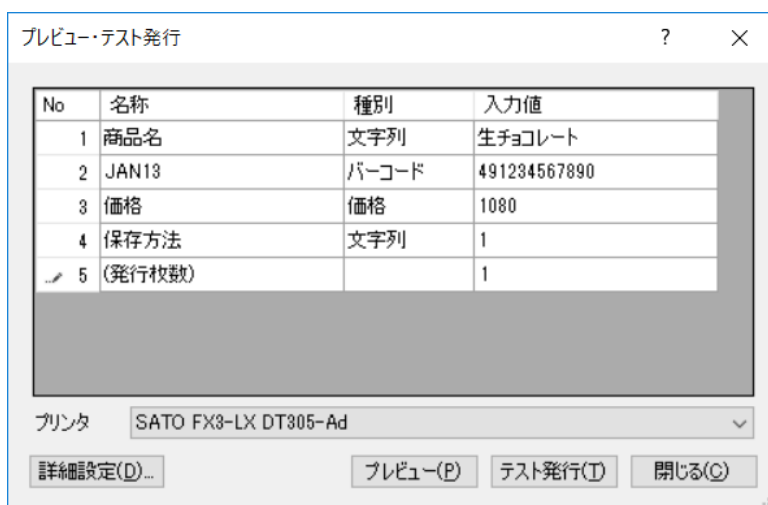 プレビュー・テスト発行 ?
No 名称 種別 入力値
1 商品名 文字列 生チョコレート
2 JAN13 バーコード 491234567890
3 価格 価格 1080
4 保存方法 文字列 1
5 (発行枚数) 1
プリンタ SATO FX3-LX DT305-Ad
詳細設定(D)... プレビュー(P) テスト発行(T) 閉じる(C)